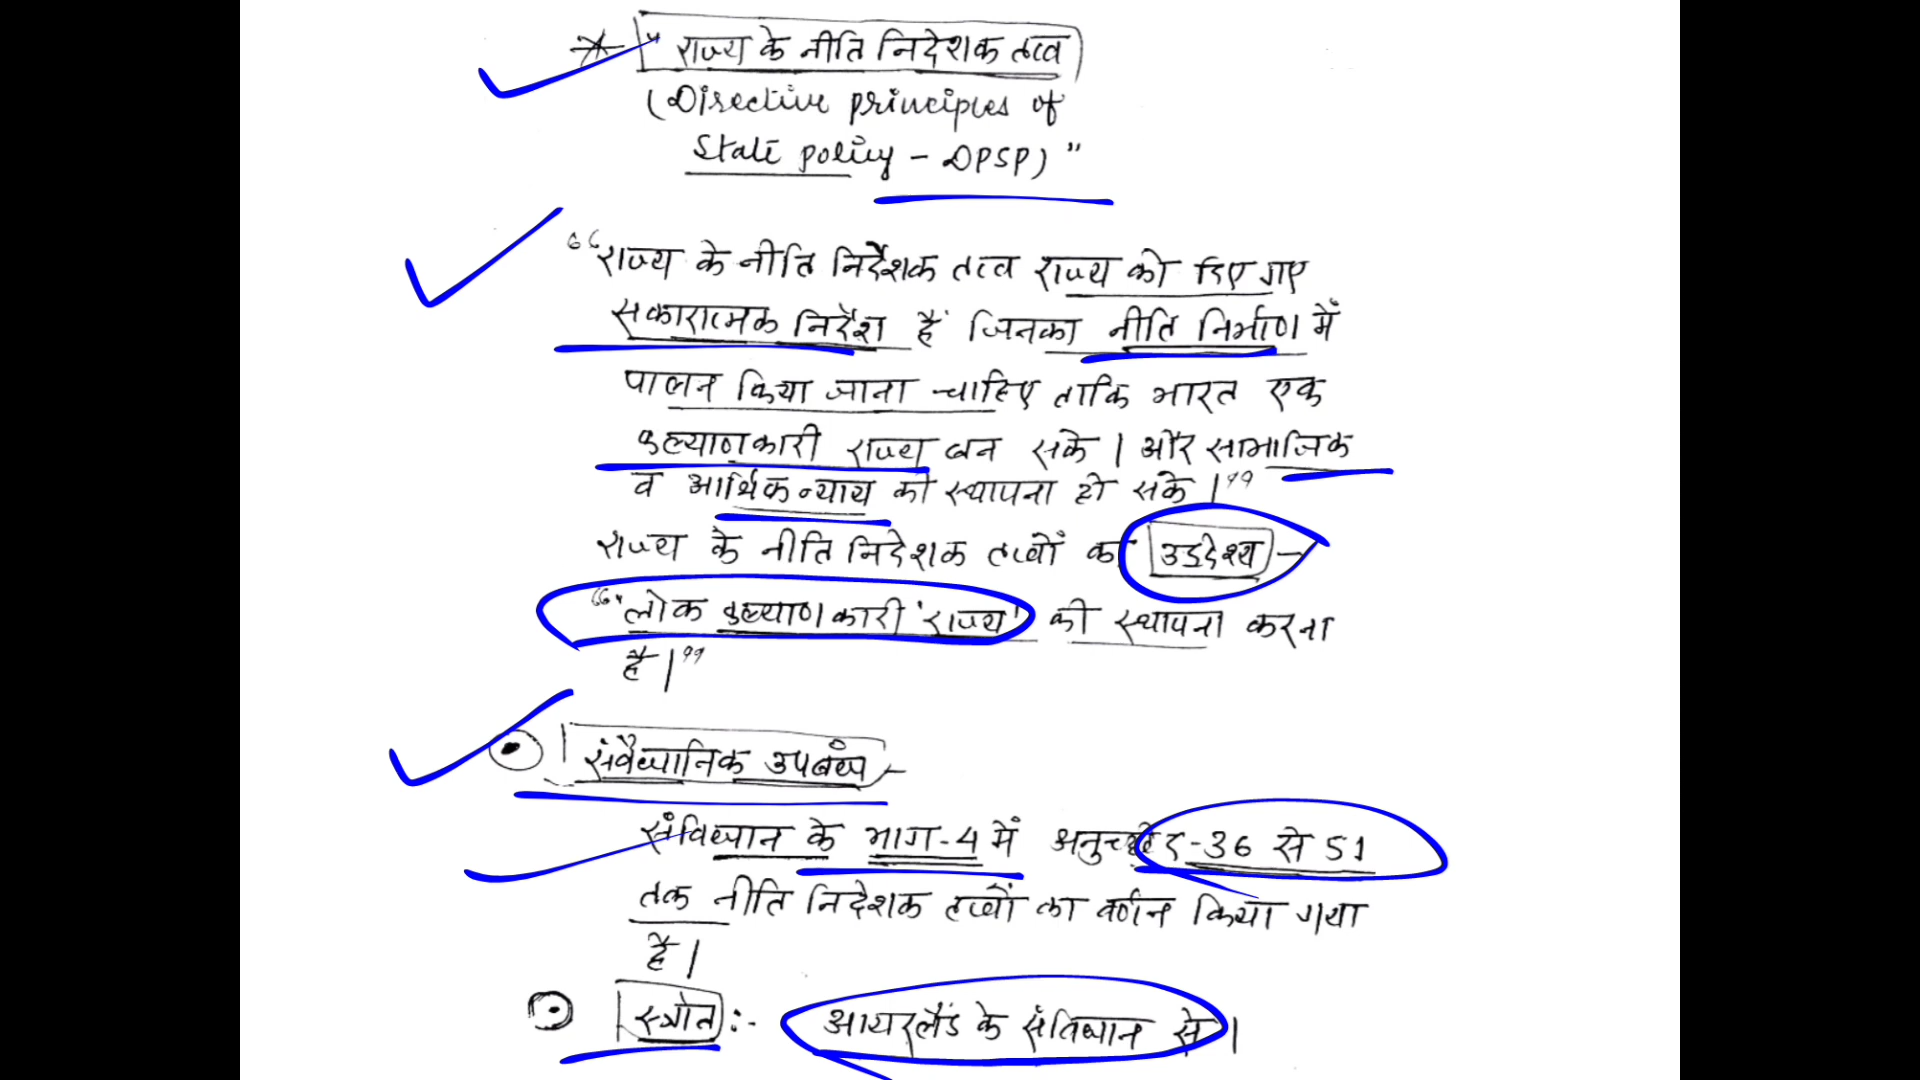 * "राज्य के नीति निदेशक तत्व
(Directive principles of
State policy - DPSP)"
"राज्य के नीति निर्देशक तत्व राज्य को दिए गए
सकारात्मक निर्देश हैं जिनका नीति निर्माण में
पालन किया जाना चाहिए ताकि भारत एक
कल्याणकारी राज्य बन सके। और सामाजिक
व आर्थिक न्याय की स्थापना हो सके।"
राज्य के नीति निदेशक तत्वों का उद्देश्य -
"लोक कल्याणकारी 'राज्य' की स्थापना करना
है।"
संवैधानिक उपबंध -
संविधान के भाग-4 में अनुच्छेद-36 से 51
तक नीति निदेशक तत्वों का वर्णन किया गया
है।
स्त्रोत :- आयरलैंड के संविधान से।